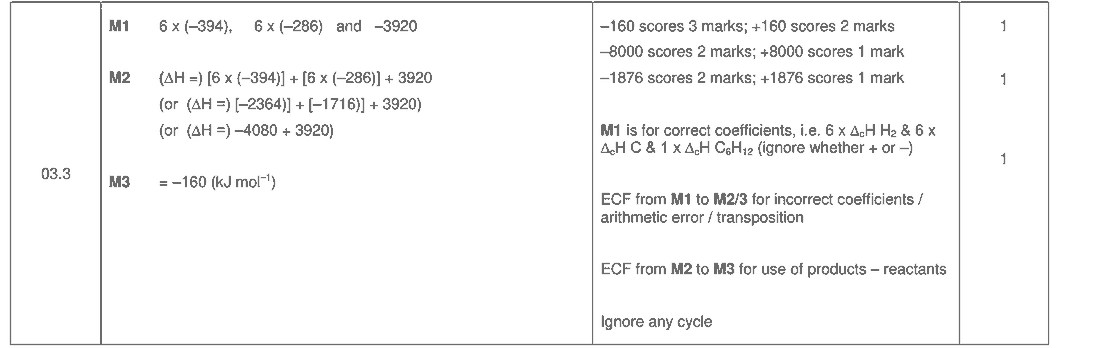 03.3
M1 6 x (–394), 6 x (–286) and –3920
M2 (ΔH =) [6 x (–394)] + [6 x (–286)] + 3920
(or (ΔH =) [–2364)] + [–1716)] + 3920)
(or (ΔH =) –4080 + 3920)
M3 = –160 (kJ mol⁻¹)
–160 scores 3 marks; +160 scores 2 marks
–8000 scores 2 marks; +8000 scores 1 mark
–1876 scores 2 marks; +1876 scores 1 mark
M1 is for correct coefficients, i.e. 6 x ΔcH H₂ & 6 x
ΔcH C & 1 x ΔcH C₆H₁₂ (ignore whether + or –)
ECF from M1 to M2/3 for incorrect coefficients /
arithmetic error / transposition
ECF from M2 to M3 for use of products – reactants
Ignore any cycle
1
1
1